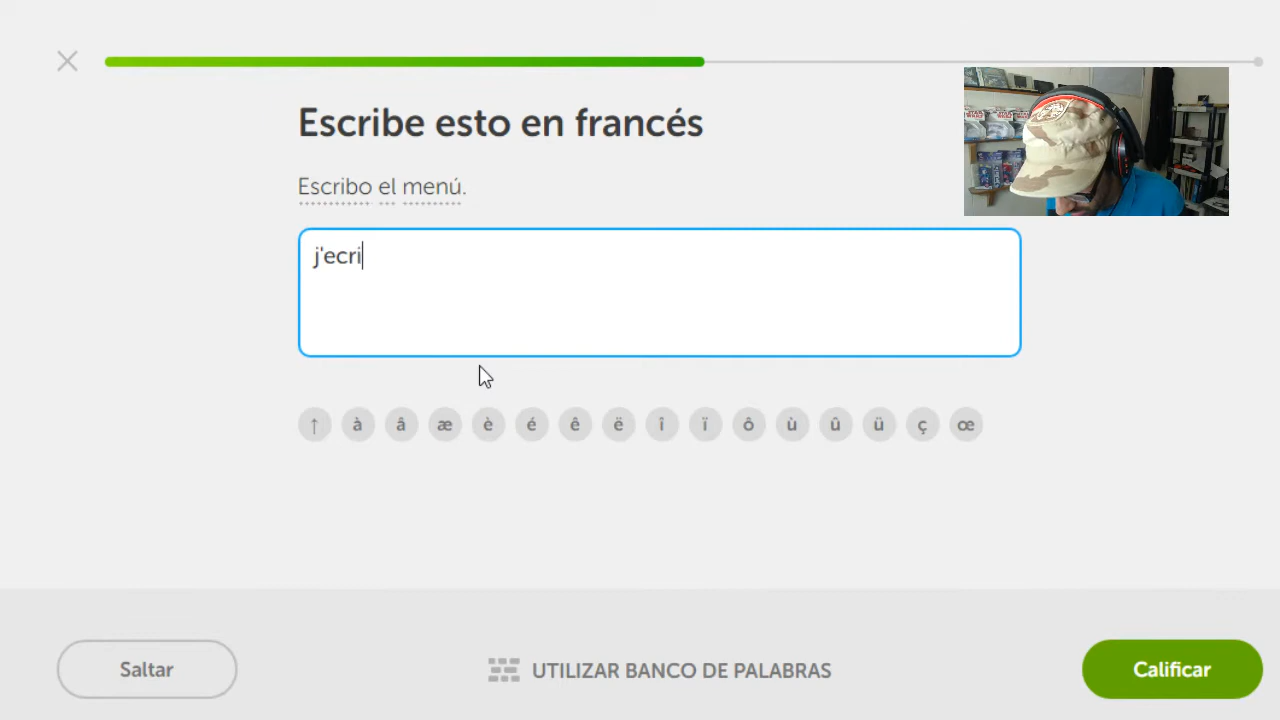 Escribe esto en francés
Escribo el menú.
j'ecri
↑ à â æ è é ê ë î ï ô ù û ü ç œ
Saltar
UTILIZAR BANCO DE PALABRAS
Calificar